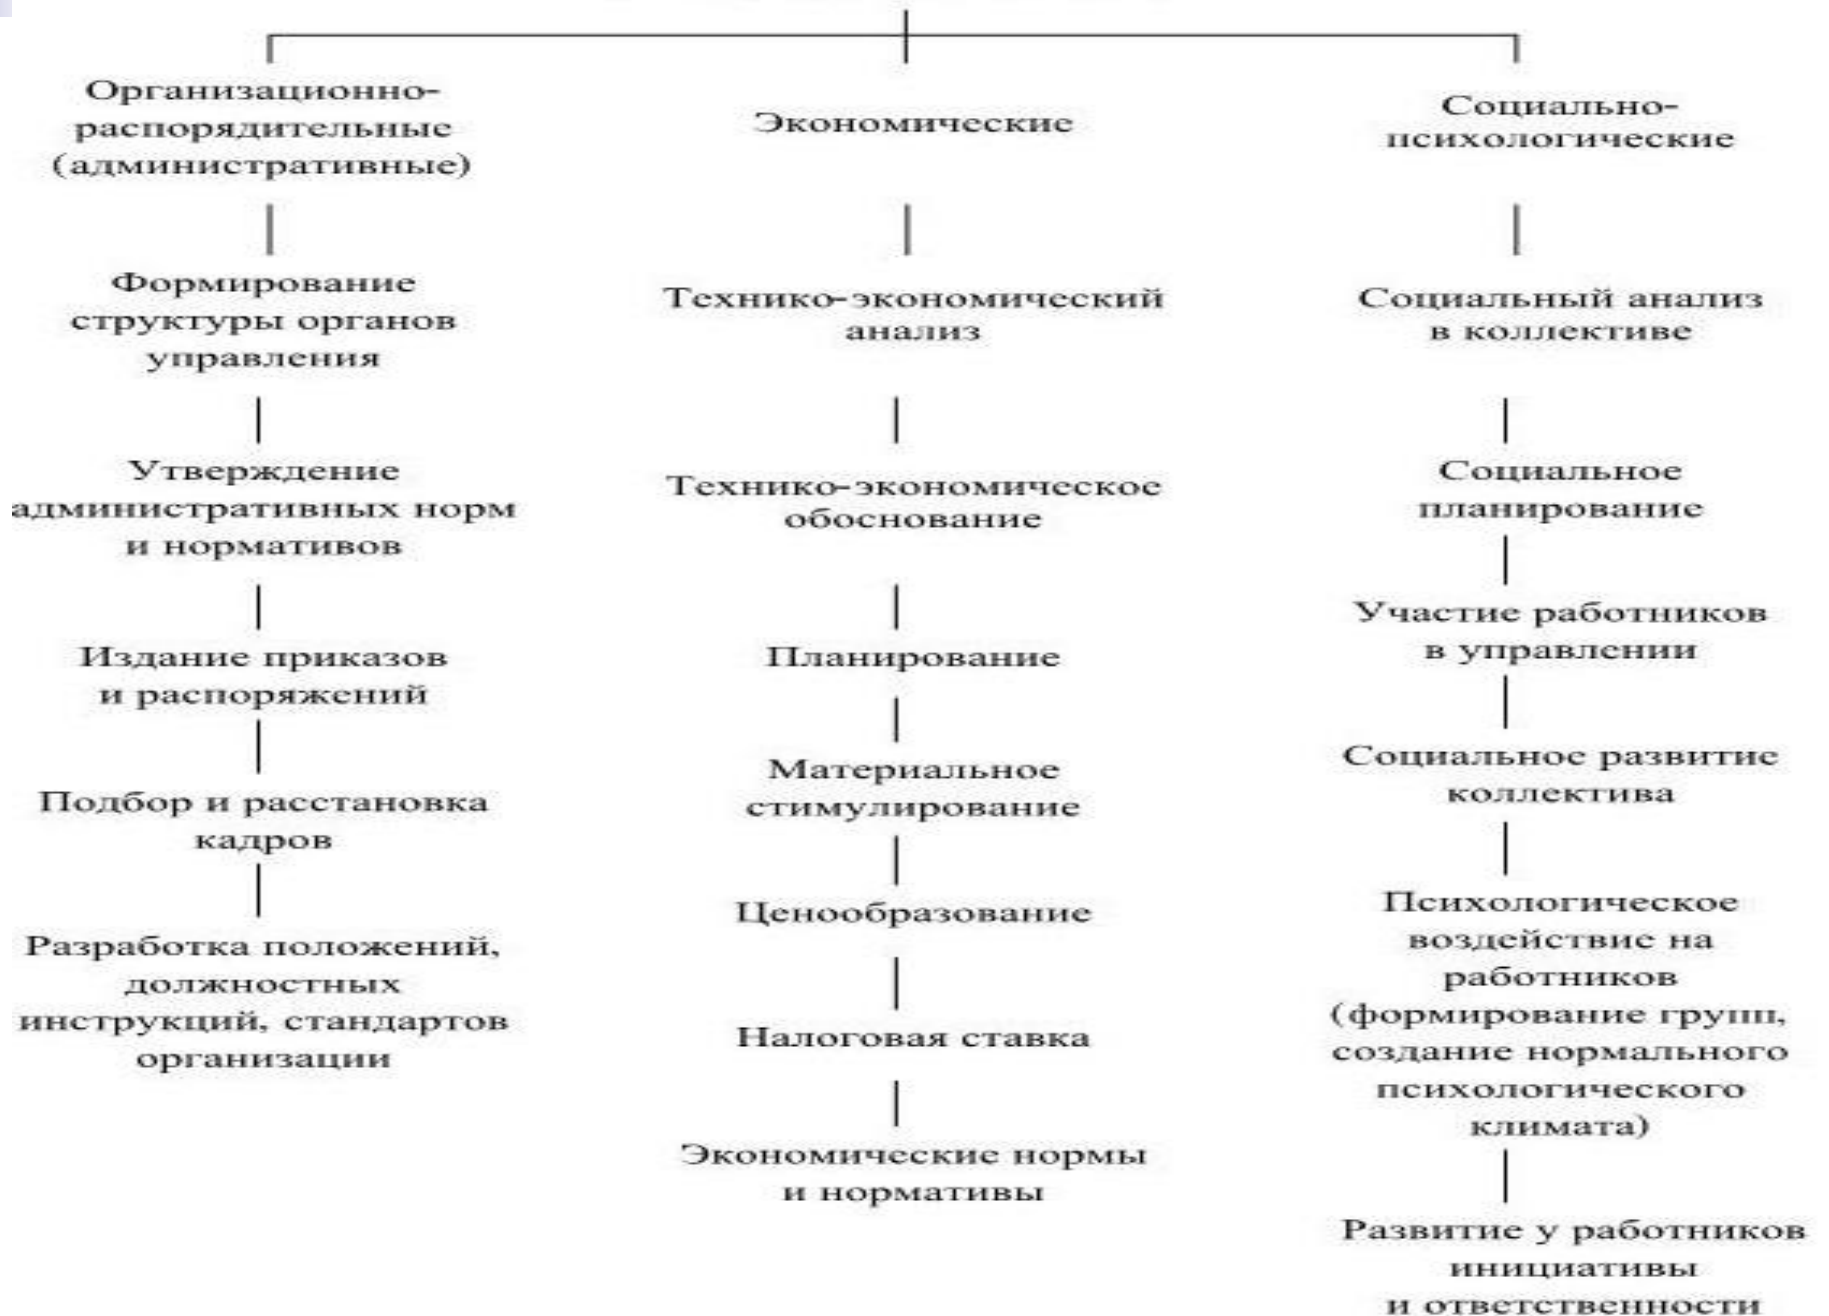 Организационно-
распорядительные
(административные)
Формирование
структуры органов
управления
Утверждение
административных норм
и нормативов
Издание приказов
и распоряжений
Подбор и расстановка
кадров
Разработка положений,
должностных
инструкций, стандартов
организации
Экономические
Технико-экономический
анализ
Технико-экономическое
обоснование
Планирование
Материальное
стимулирование
Ценообразование
Налоговая ставка
Экономические нормы
и нормативы
Социально-
психологические
Социальный анализ
в коллективе
Социальное
планирование
Участие работников
в управлении
Социальное развитие
коллектива
Психологическое
воздействие на
работников
(формирование групп,
создание нормального
психологического
климата)
Развитие у работников
инициативы
и ответственности